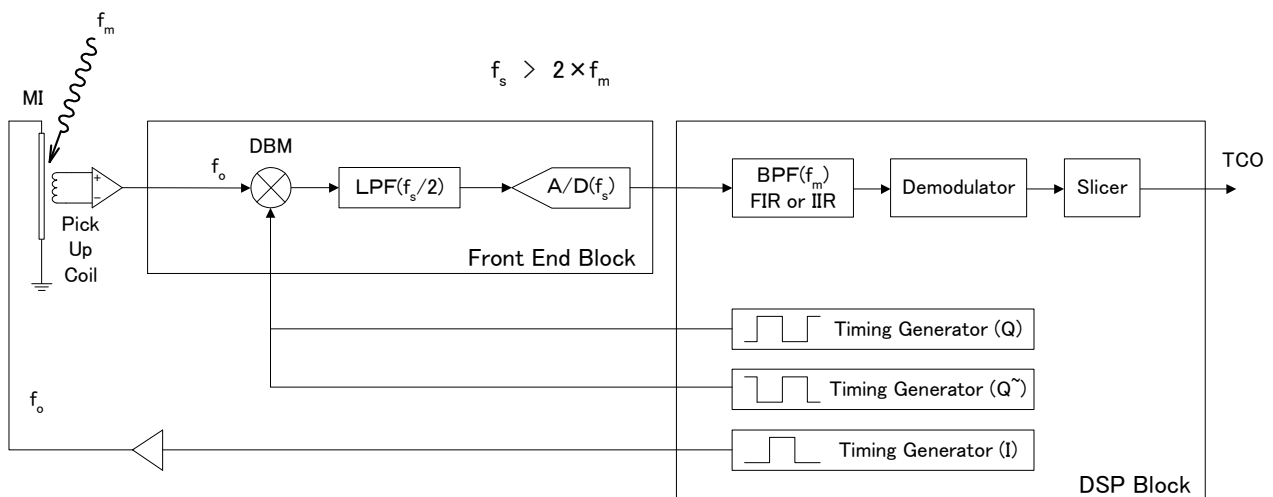 f_m
f_s > 2×f_m
MI
DBM
f_o
LPF(f_s/2)
A/D(f_s)
BPF(f_m)
FIR or IIR
Demodulator
Slicer
TCO
+
−
Pick
Up
Coil
Front End Block
Timing Generator (Q)
Timing Generator (Q~)
f_o
Timing Generator (I)
DSP Block